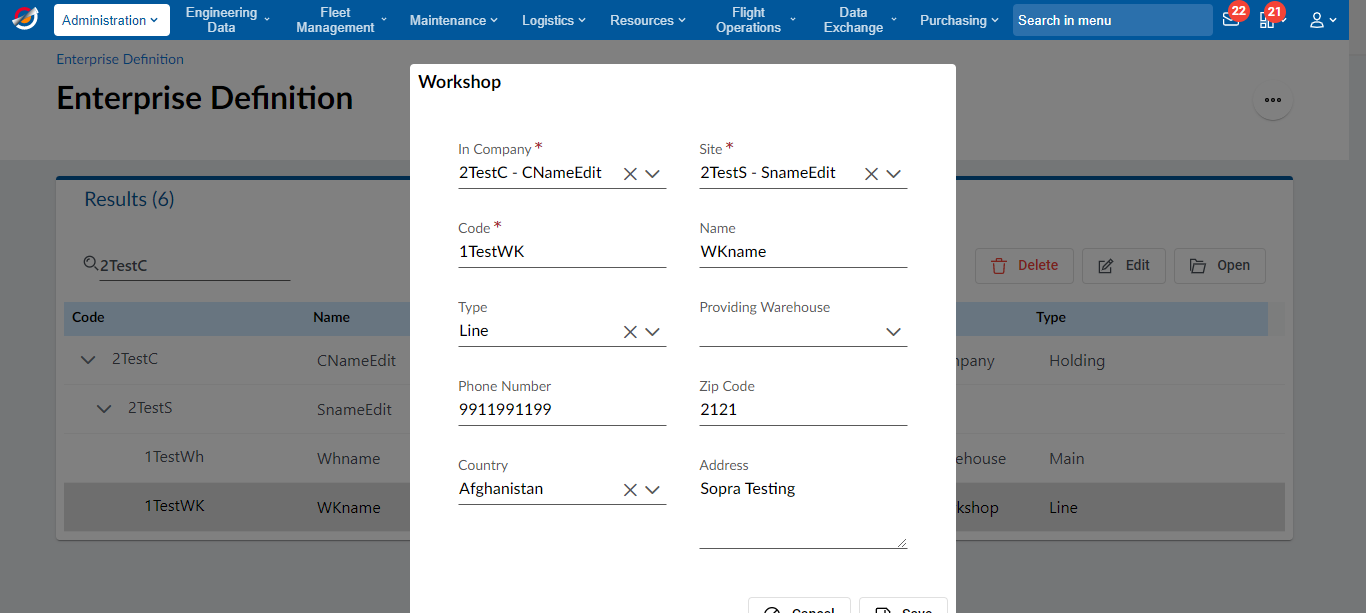 Administration
Engineering Data
Fleet Management
Maintenance
Logistics
Resources
Flight Operations
Data Exchange
Purchasing
Search in menu
22
21
Enterprise Definition
Enterprise Definition
Workshop
In Company *
Site *
2TestC - CNameEdit
2TestS - SnameEdit
Code *
Name
1TestWK
WKname
Type
Providing Warehouse
Line
Phone Number
Zip Code
9911991199
2121
Country
Address
Afghanistan
Sopra Testing
Cancel
Save
Results (6)
2TestC
Delete
Edit
Open
Code
Name
Type
2TestC
CNameEdit
mpany
Holding
2TestS
SnameEdit
1TestWh
Whname
ehouse
Main
1TestWK
WKname
kshop
Line